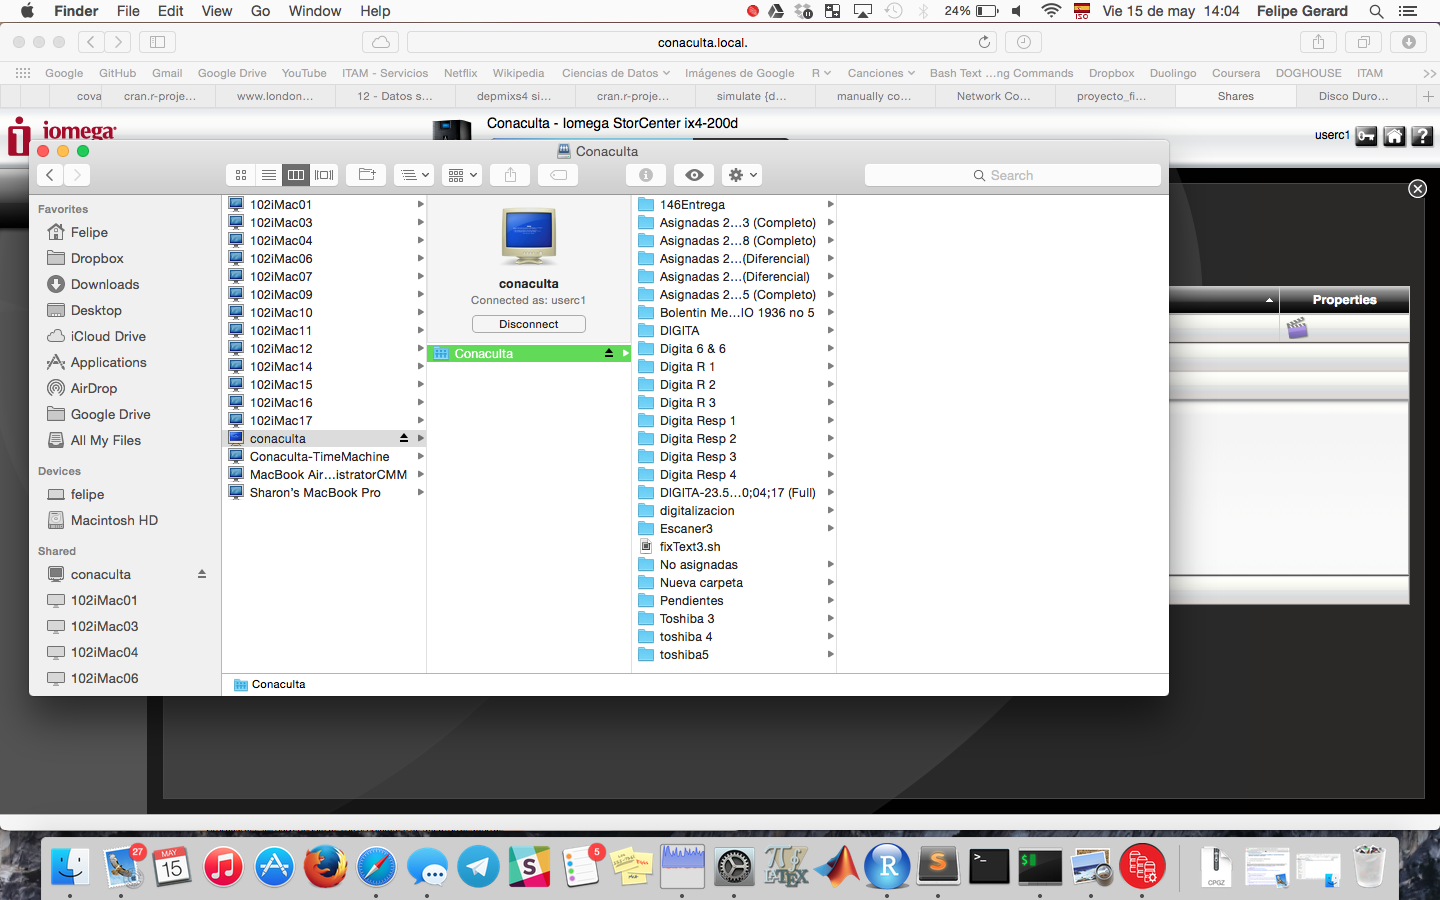 Finder File Edit View Go Window Help 24% ISO Vie 15 de may 14:04 Felipe Gerard
conaculta.local.
Google GitHub Gmail Google Drive YouTube ITAM - Servicios Netflix Wikipedia Ciencias de Datos Imágenes de Google R Canciones Bash Text ...ng Commands Dropbox Duolingo Coursera DOGHOUSE ITAM
cova cran.r-proje... www.london... 12 - Datos s... depmixs4 si... cran.r-proje... simulate {d... manually co... Network Co... proyecto_fi... Shares Disco Duro...
iomega
Conaculta - Iomega StorCenter ix4-200d
userc1
Conaculta
Search
Favorites
Felipe
Dropbox
Downloads
Desktop
iCloud Drive
Applications
AirDrop
Google Drive
All My Files
Devices
felipe
Macintosh HD
Shared
conaculta
102iMac01
102iMac03
102iMac04
102iMac06
102iMac01
102iMac03
102iMac04
102iMac06
102iMac07
102iMac09
102iMac10
102iMac11
102iMac12
102iMac14
102iMac15
102iMac16
102iMac17
conaculta
Conaculta-TimeMachine
MacBook Air...istratorCMM
Sharon's MacBook Pro
conaculta
Connected as: userc1
Disconnect
Conaculta
146Entrega
Asignadas 2...3 (Completo)
Asignadas 2...8 (Completo)
Asignadas 2...(Diferencial)
Asignadas 2...(Diferencial)
Asignadas 2...5 (Completo)
Bolentin Me...IO 1936 no 5
DIGITA
Digita 6 & 6
Digita R 1
Digita R 2
Digita R 3
Digita Resp 1
Digita Resp 2
Digita Resp 3
Digita Resp 4
DIGITA-23.5...0;04;17 (Full)
digitalizacion
Escaner3
fixText3.sh
No asignadas
Nueva carpeta
Pendientes
Toshiba 3
toshiba 4
toshiba5
Properties
Conaculta
27
MAY
15
5
CPGZ